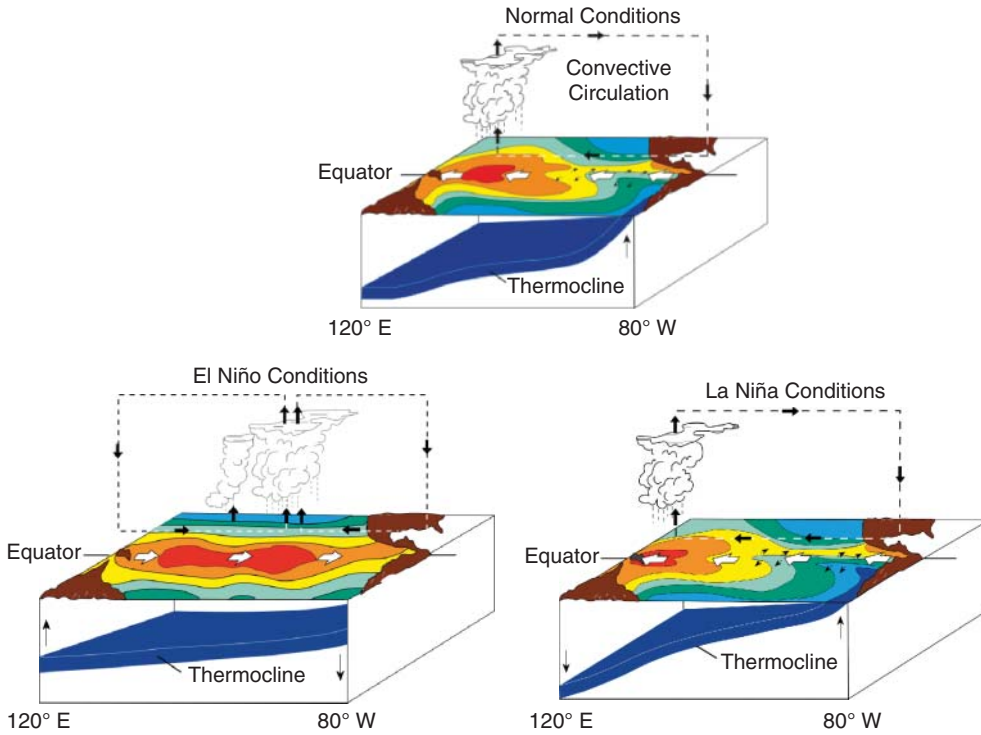 Normal Conditions
Convective
Circulation
Equator
Thermocline
120° E
80° W
El Niño Conditions
Equator
Thermocline
120° E
80° W
La Niña Conditions
Equator
Thermocline
120° E
80° W